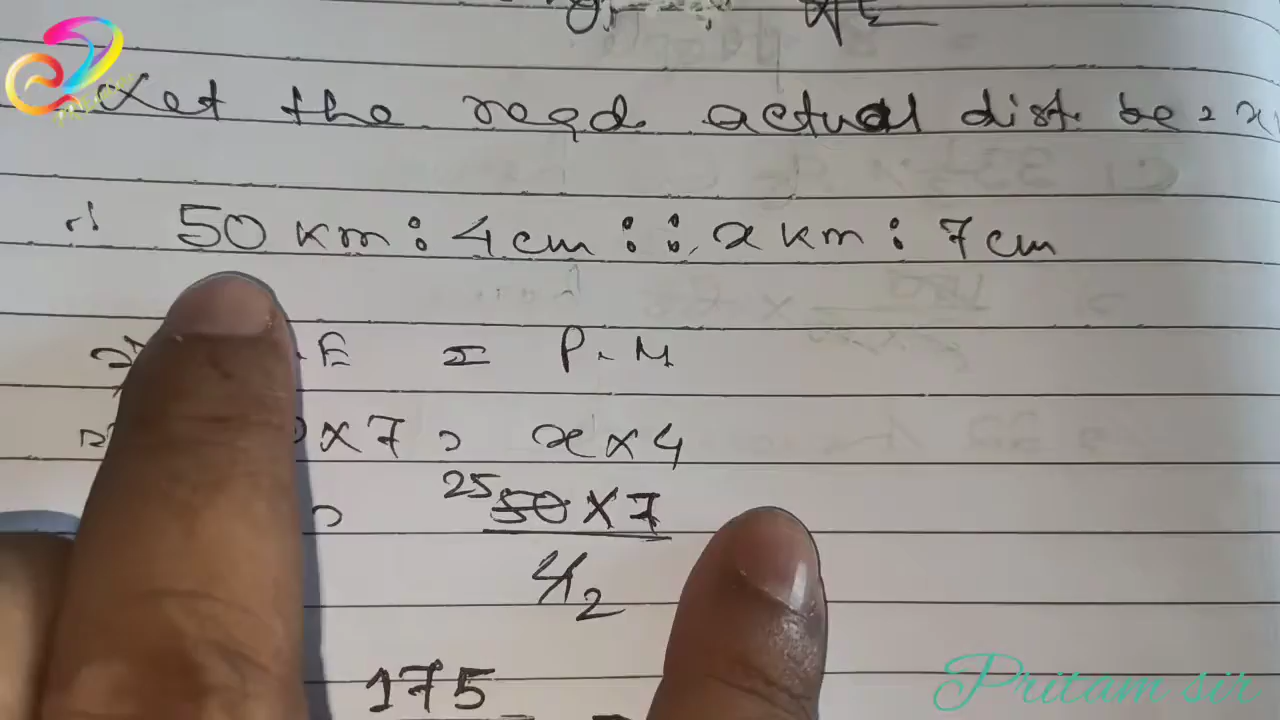 Let the reqd. actual dist. be = x
∴ 50 km : 4 cm :: x km : 7 cm
.E = P.M
x 7 = x x 4
= 25 50 x 7
4 2
175
Pritam sir